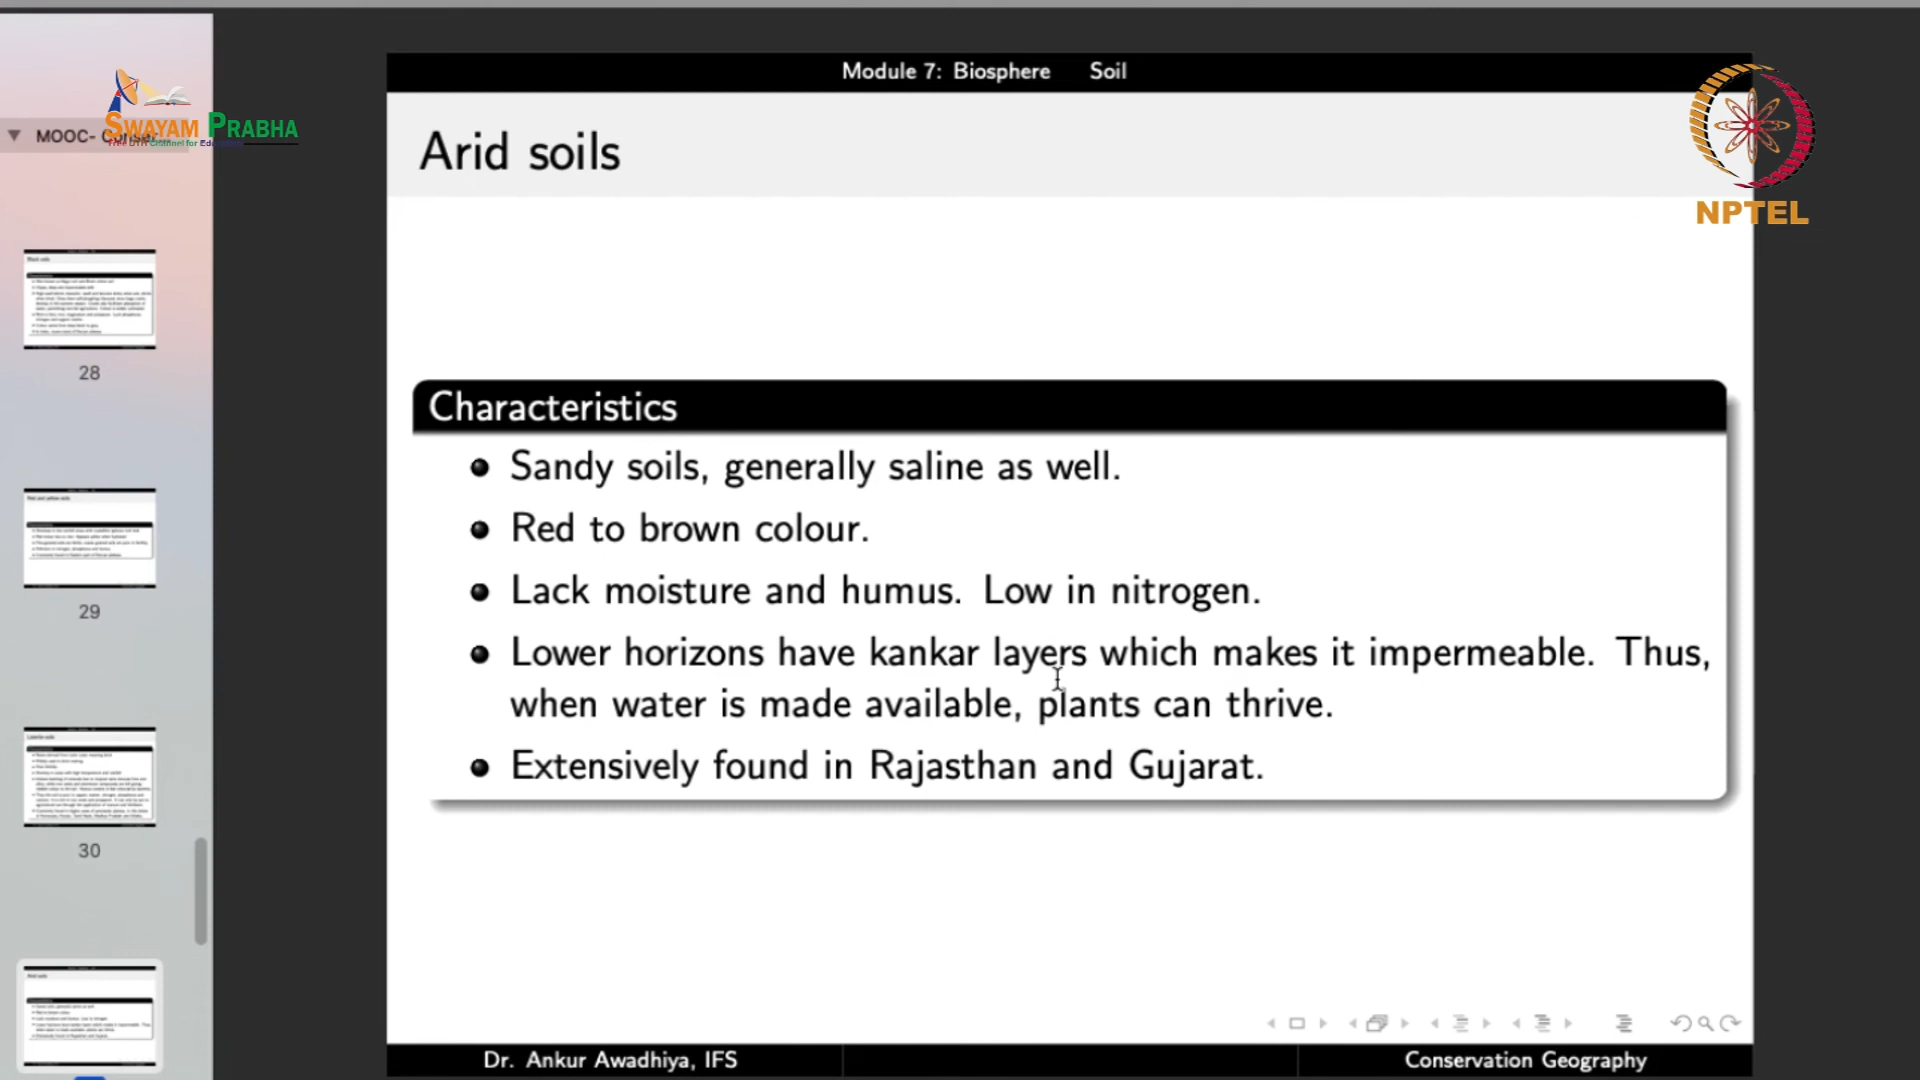 Module 7: Biosphere Soil
SWAYAM PRABHA
MOOC- Conser
NPTEL
Arid soils
Characteristics
Sandy soils, generally saline as well.
Red to brown colour.
Lack moisture and humus. Low in nitrogen.
Lower horizons have kankar layers which makes it impermeable. Thus,
when water is made available, plants can thrive.
Extensively found in Rajasthan and Gujarat.
28
29
30
Dr. Ankur Awadhiya, IFS
Conservation Geography